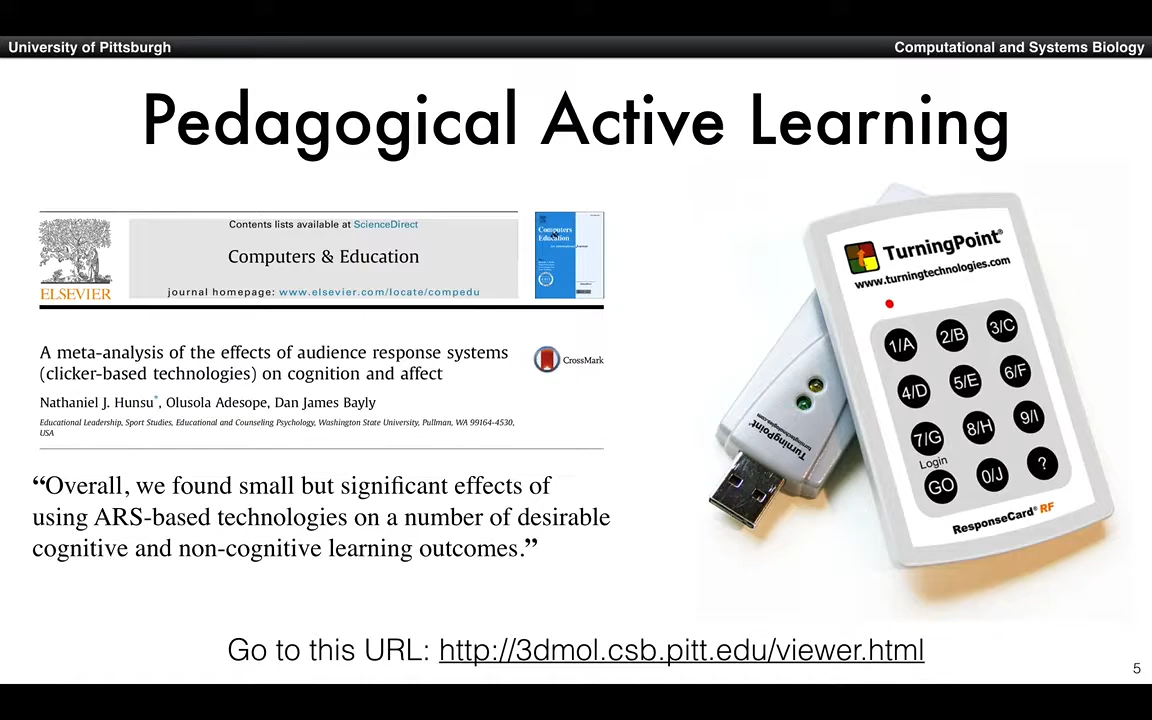 University of Pittsburgh
Computational and Systems Biology
Pedagogical Active Learning
Contents lists available at ScienceDirect
Computers & Education
journal homepage: www.elsevier.com/locate/compedu
ELSEVIER
Computers
Education
A meta-analysis of the effects of audience response systems
(clicker-based technologies) on cognition and affect
CrossMark
Nathaniel J. Hunsu*, Olusola Adesope, Dan James Bayly
Educational Leadership, Sport Studies, Educational and Counseling Psychology, Washington State University, Pullman, WA 99164-4530,
USA
“Overall, we found small but significant effects of
using ARS-based technologies on a number of desirable
cognitive and non-cognitive learning outcomes.”
TurningPoint®
www.turningtechnologies.com
1/A 2/B 3/C
4/D 5/E 6/F
7/G 8/H 9/I
Login
GO 0/J ?
ResponseCard® RF
TurningPoint®
turningtechnologies.com
Go to this URL: http://3dmol.csb.pitt.edu/viewer.html
5